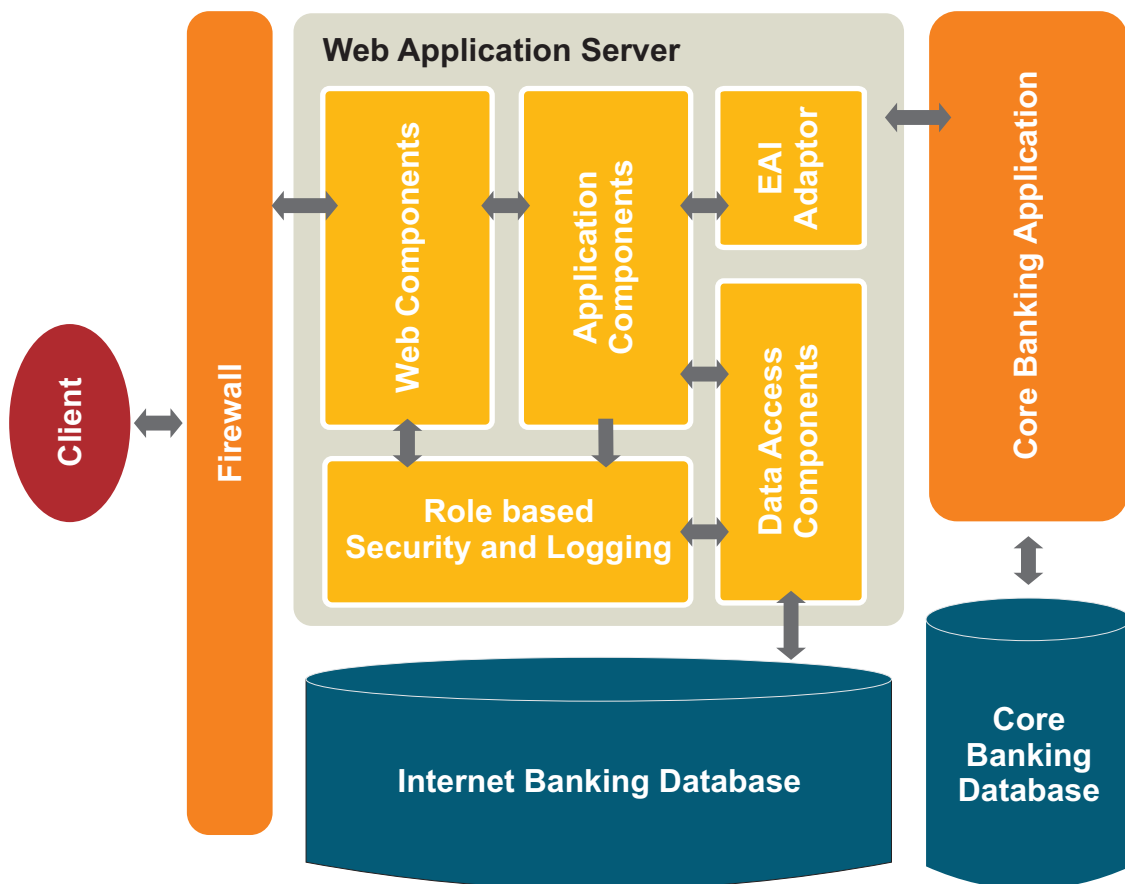 Web Application Server
Client
Firewall
Web Components
Application
Components
EAI
Adaptor
Core Banking Application
Role based
Security and Logging
Data Access
Components
Internet Banking Database
Core
Banking
Database